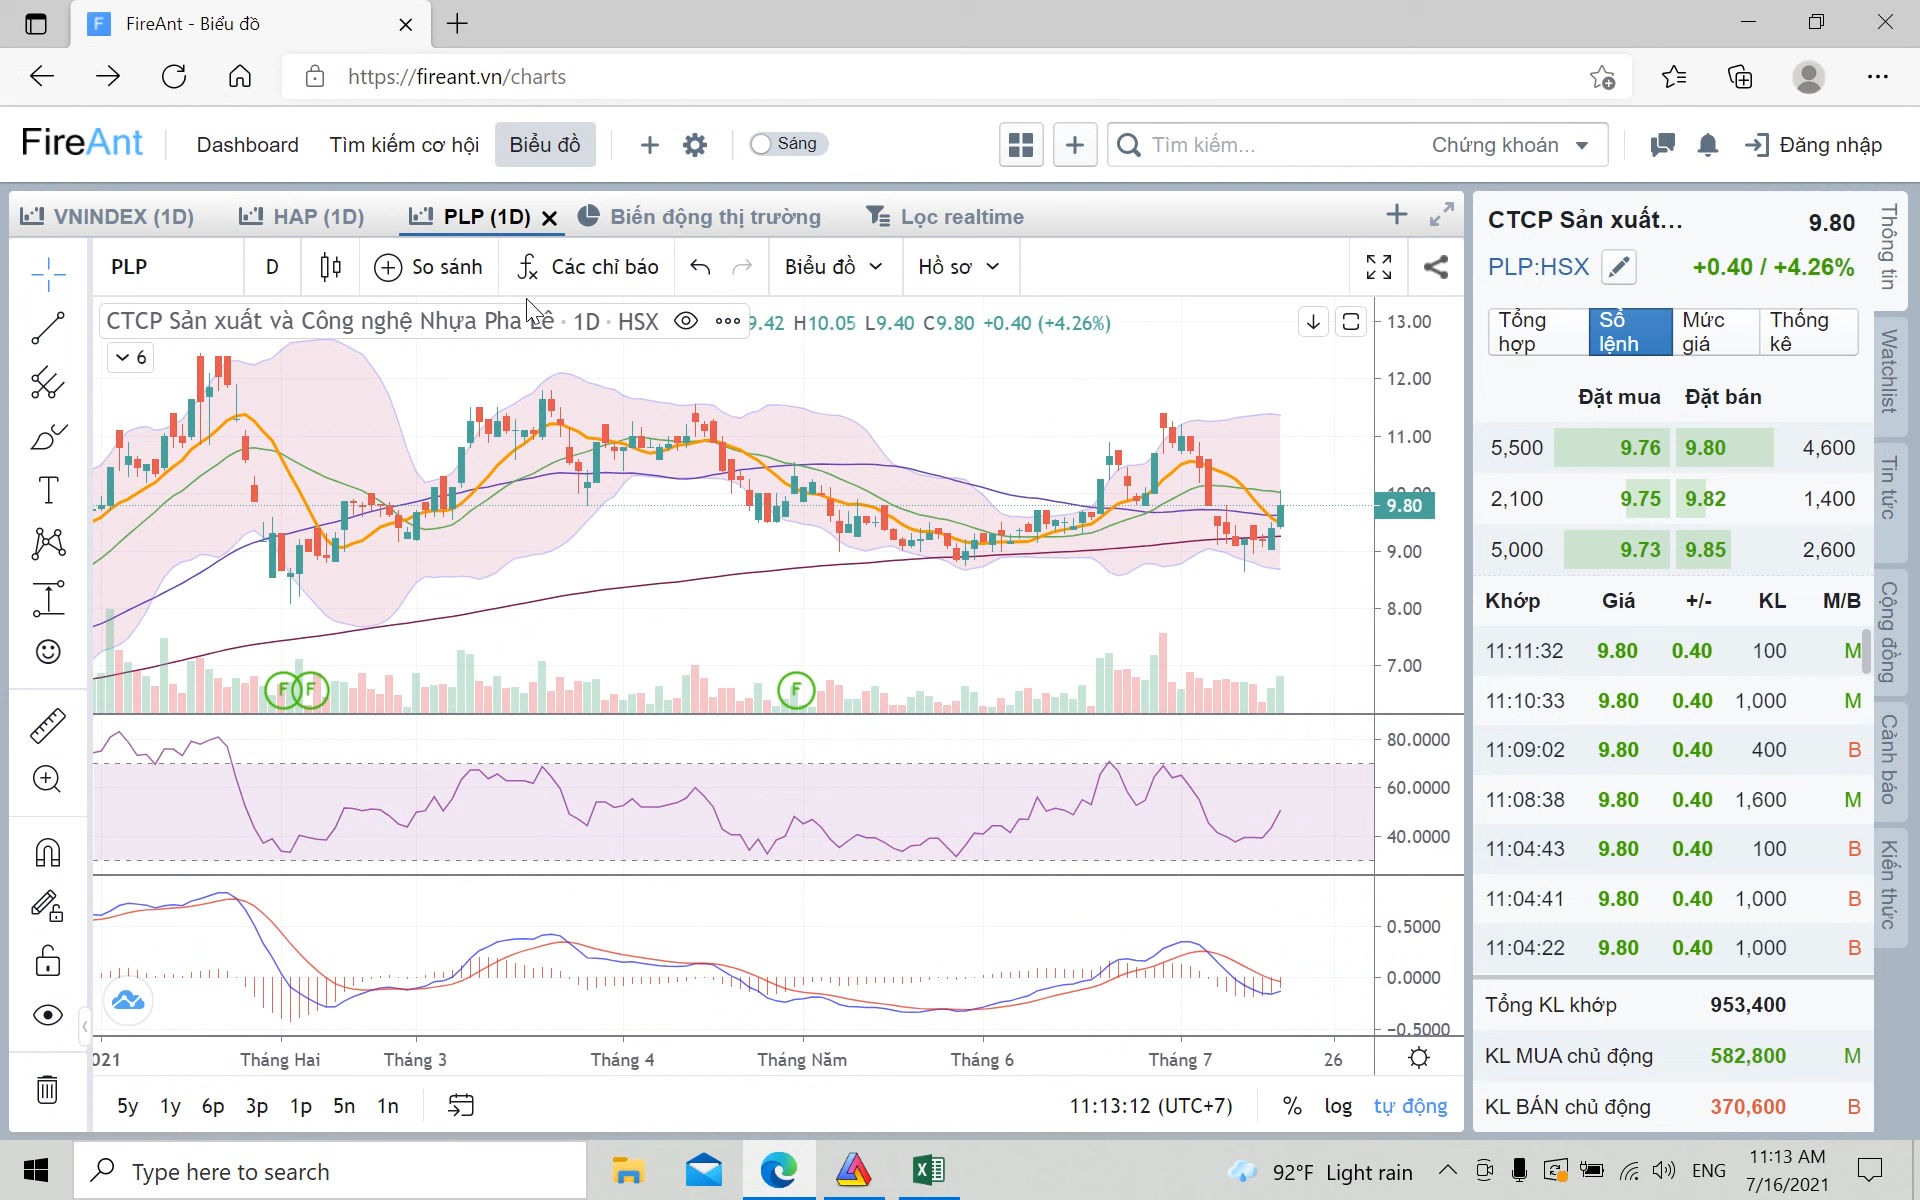 FireAnt - Biểu đồ
https://fireant.vn/charts
FireAnt Dashboard Tìm kiếm cơ hội Biểu đồ Sáng Tìm kiếm... Chứng khoán Đăng nhập
VNINDEX (1D) HAP (1D) PLP (1D) Biến động thị trường Lọc realtime
PLP D So sánh Các chỉ báo Biểu đồ Hồ sơ
CTCP Sản xuất và Công nghệ Nhựa Pha Lê · 1D · HSX 9.42 H10.05 L9.40 C9.80 +0.40 (+4.26%)
6
13.00
12.00
11.00
10.00
9.80
9.00
8.00
7.00
F F F
80.0000
60.0000
40.0000
0.5000
0.0000
-0.5000
2021 Tháng Hai Tháng 3 Tháng 4 Tháng Năm Tháng 6 Tháng 7 26
5y 1y 6p 3p 1p 5n 1n 11:13:12 (UTC+7) % log tự động
CTCP Sản xuất... 9.80
PLP:HSX +0.40 / +4.26%
Tổng hợp Sổ lệnh Mức giá Thống kê
Đặt mua Đặt bán
5,500 9.76 9.80 4,600
2,100 9.75 9.82 1,400
5,000 9.73 9.85 2,600
Khớp Giá +/- KL M/B
11:11:32 9.80 0.40 100 M
11:10:33 9.80 0.40 1,000 M
11:09:02 9.80 0.40 400 B
11:08:38 9.80 0.40 1,600 M
11:04:43 9.80 0.40 100 B
11:04:41 9.80 0.40 1,000 B
11:04:22 9.80 0.40 1,000 B
Tổng KL khớp 953,400
KL MUA chủ động 582,800 M
KL BÁN chủ động 370,600 B
Thông tin
Watchlist
Tin tức
Cộng đồng
Cảnh báo
Kiến thức
Type here to search
92°F Light rain ENG 11:13 AM
7/16/2021